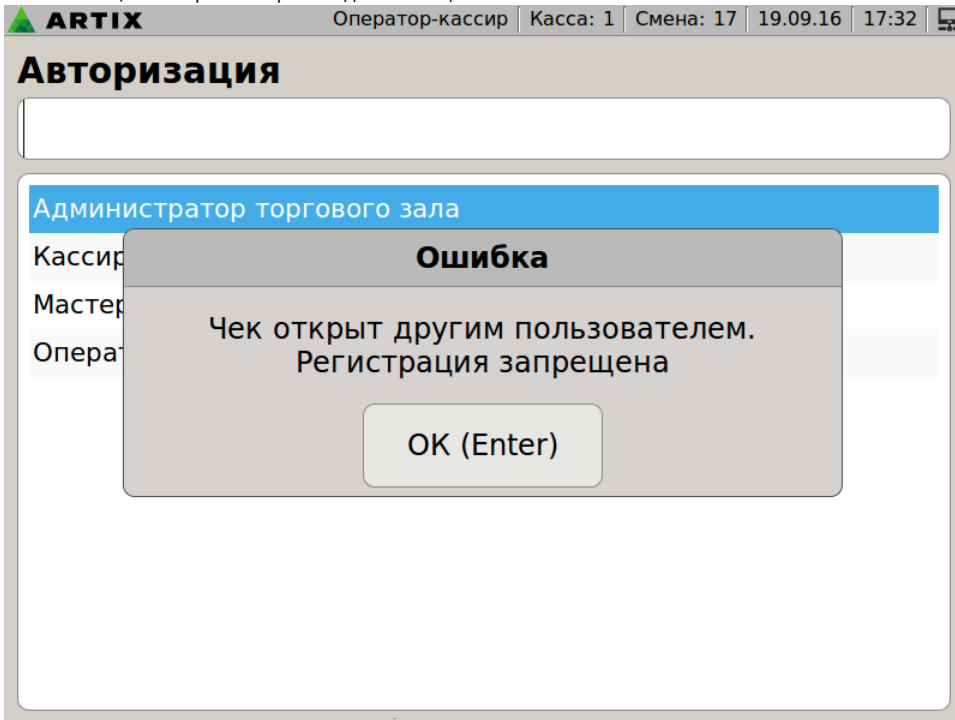 ARTIX Оператор-кассир Касса: 1 Смена: 17 19.09.16 17:32
Авторизация
Администратор торгового зала
Кассир
Ошибка
Мастер
Чек открыт другим пользователем.
Операт
Регистрация запрещена
ОК (Enter)